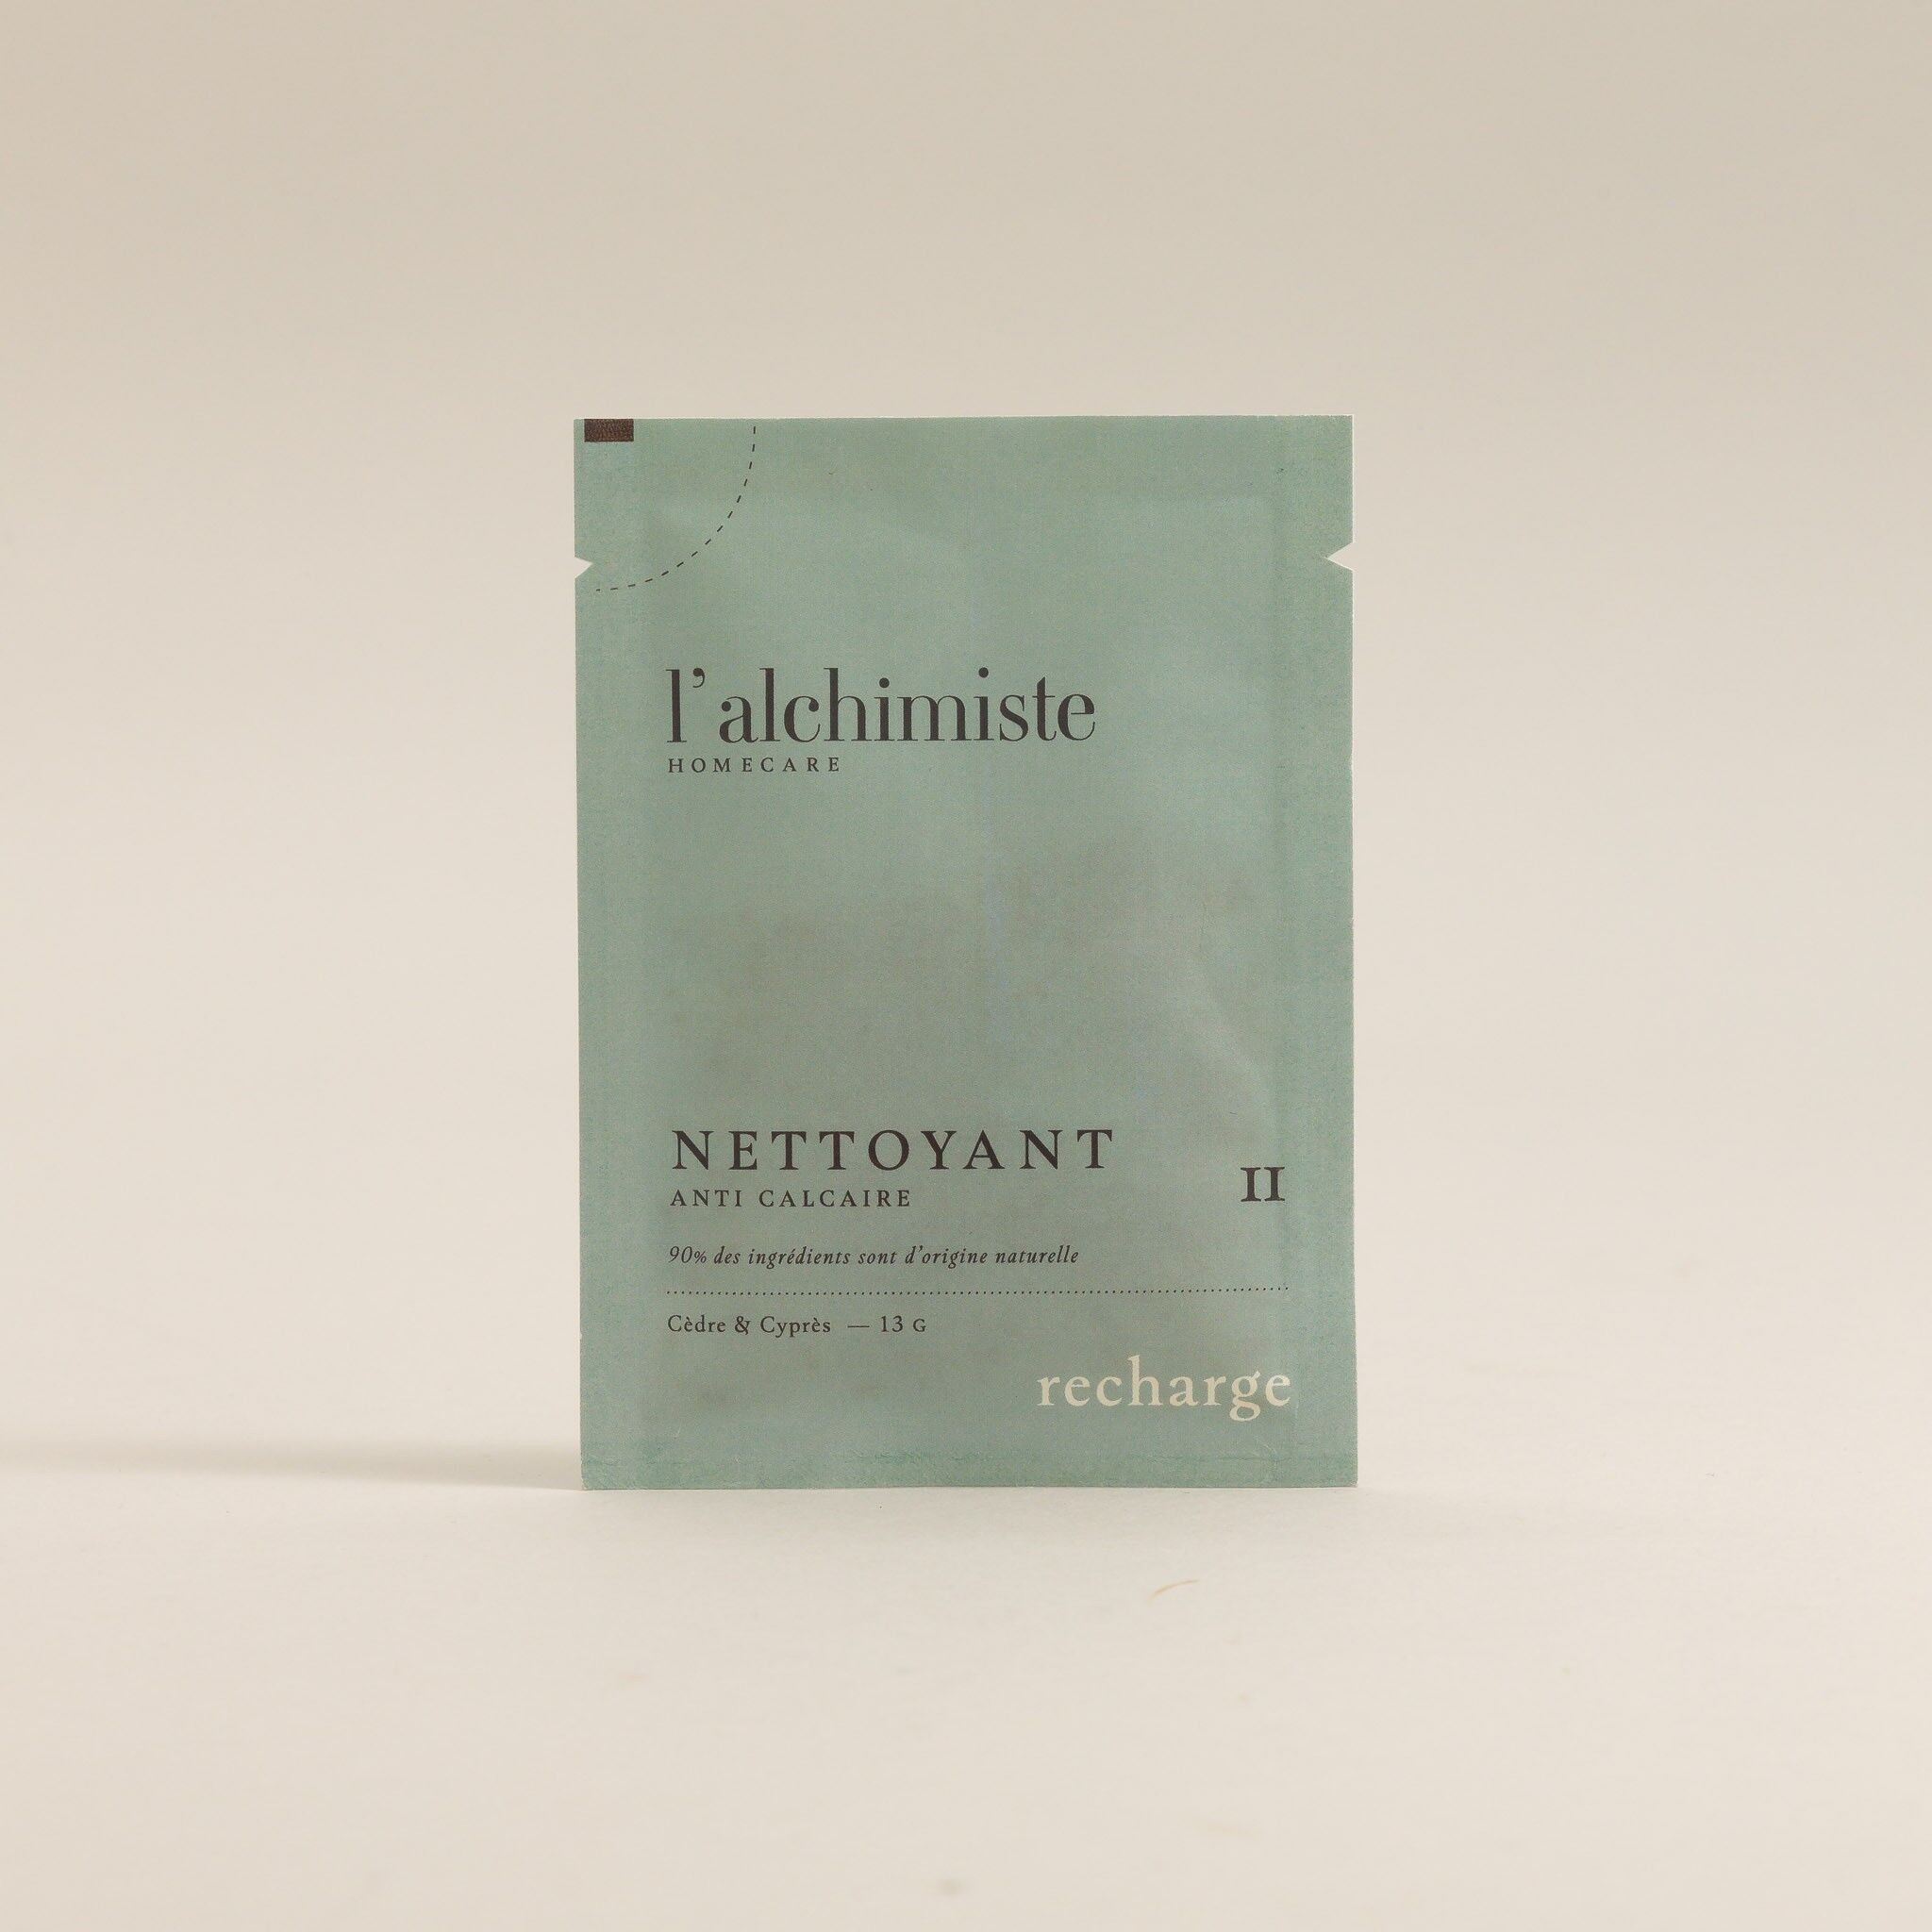 l'alchimiste
HOMECARE
NETTOYANT
ANTI CALCAIRE
II
90% des ingrédients sont d'origine naturelle
Cèdre & Cyprès — 13 G
recharge